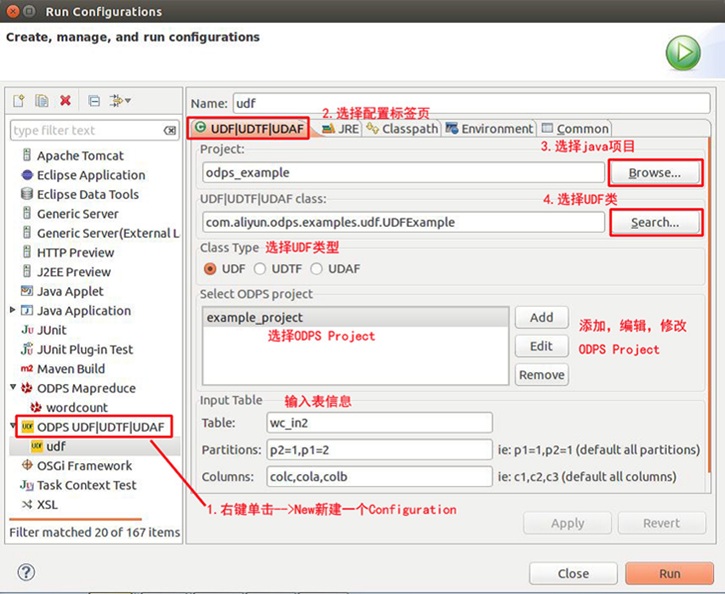 Run Configurations
Create, manage, and run configurations
type filter text
Apache Tomcat
Eclipse Application
Eclipse Data Tools
Generic Server
Generic Server(External L
HTTP Preview
J2EE Preview
Java Applet
Java Application
JUnit
JUnit Plug-in Test
Maven Build
ODPS Mapreduce
wordcount
ODPS UDF|UDTF|UDAF
udf
OSGi Framework
Task Context Test
XSL
Filter matched 20 of 167 items
1.右键单击-->New新建一个Configuration
Name: udf
2.选择配置标签页
UDF|UDTF|UDAF JRE Classpath Environment Common
Project: 3.选择java项目
odps_example Browse...
UDF|UDTF|UDAF class: 4.选择UDF类
com.aliyun.odps.examples.udf.UDFExample Search...
Class Type 选择UDF类型
UDF UDTF UDAF
Select ODPS project
example_project Add
选择ODPS Project
添加，编辑，修改
ODPS Project
Edit
Remove
Input Table 输入表信息
Table: wc_in2
Partitions: p2=1,p1=2 ie: p1=1,p2=1 (default all partitions)
Columns: colc,cola,colb ie: c1,c2,c3 (default all columns)
Apply Revert
Close Run